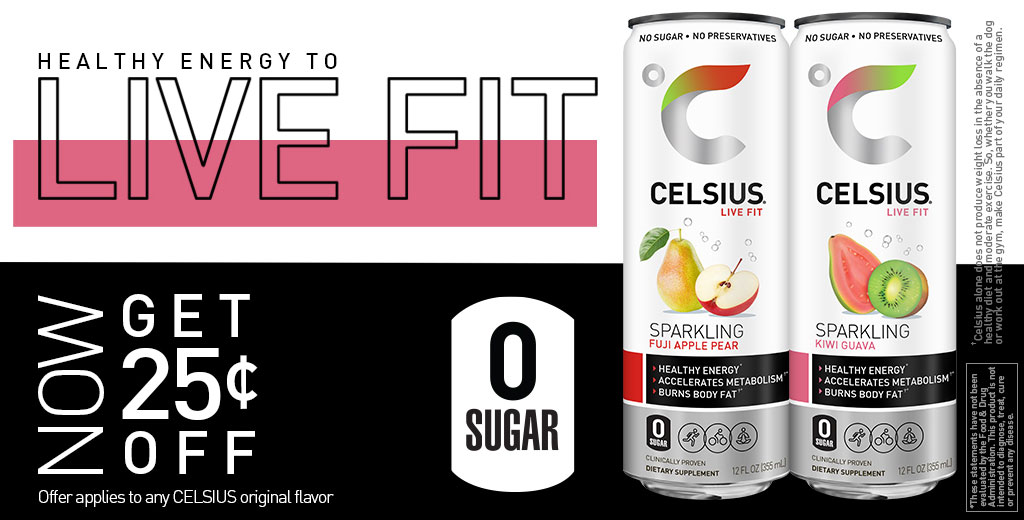 HEALTHY ENERGY TO
LIVE FIT
NOW
GET
25¢
OFF
Offer applies to any CELSIUS original flavor
0
SUGAR
NO SUGAR • NO PRESERVATIVES
CELSIUS.
LIVE FIT
SPARKLING
FUJI APPLE PEAR
HEALTHY ENERGY*
ACCELERATES METABOLISM*†
BURNS BODY FAT*†
0
SUGAR
CLINICALLY PROVEN
DIETARY SUPPLEMENT
12 FL OZ (355 mL)
NO SUGAR • NO PRESERVATIVES
CELSIUS.
LIVE FIT
SPARKLING
KIWI GUAVA
HEALTHY ENERGY*
ACCELERATES METABOLISM*†
BURNS BODY FAT*†
0
SUGAR
CLINICALLY PROVEN
DIETARY SUPPLEMENT
12 FL OZ (355 mL)
†Celsius alone does not produce weight loss in the absence of a
healthy diet and moderate exercise. So, whether you walk the dog
or work out at the gym, make Celsius part of your daily regimen.
*These statements have not been
evaluated by the Food & Drug
Administration. This product is not
intended to diagnose, treat, cure
or prevent any disease.